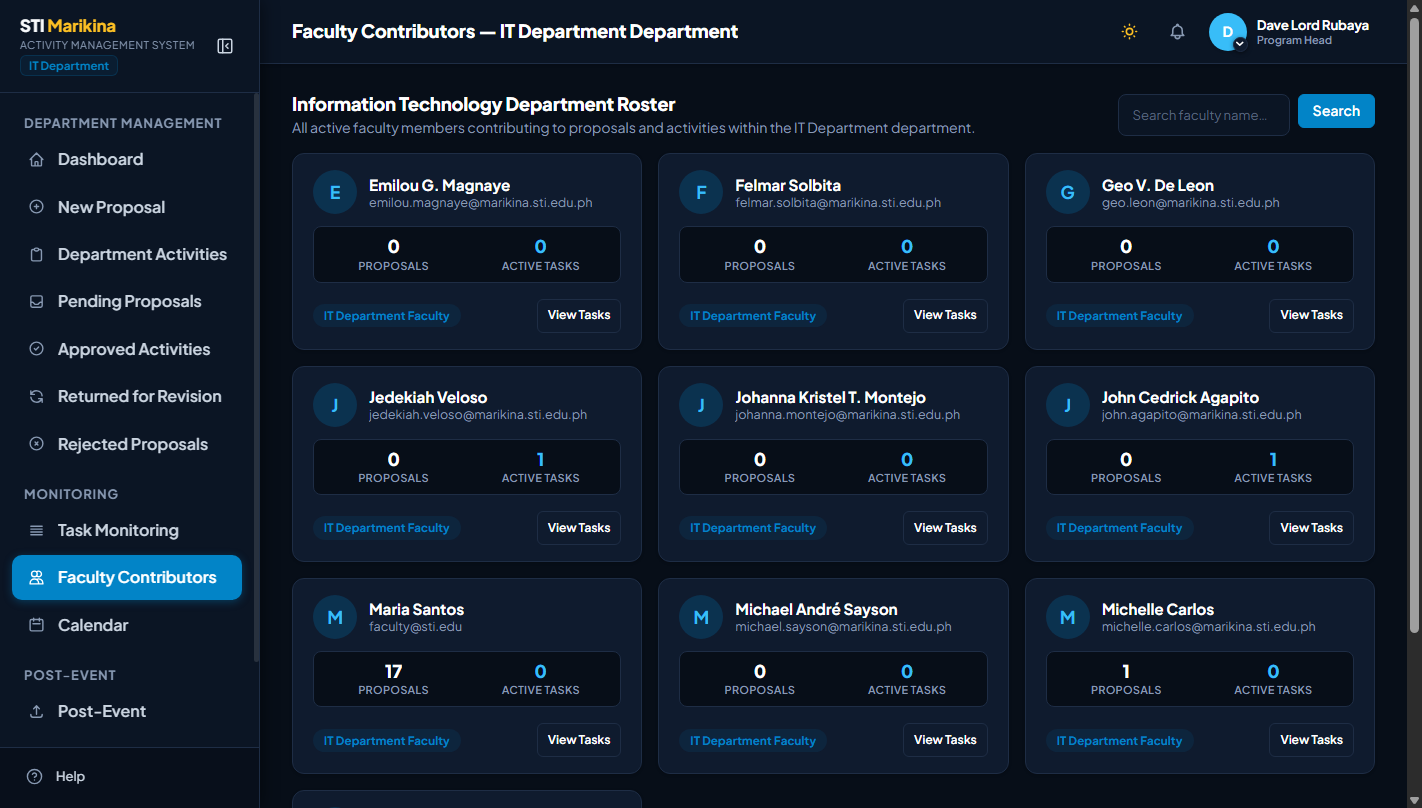 STI Marikina
ACTIVITY MANAGEMENT SYSTEM
IT Department
DEPARTMENT MANAGEMENT
Dashboard
New Proposal
Department Activities
Pending Proposals
Approved Activities
Returned for Revision
Rejected Proposals
MONITORING
Task Monitoring
Faculty Contributors
Calendar
POST-EVENT
Post-Event
Help
Faculty Contributors — IT Department Department
D
Dave Lord Rubaya
Program Head
Information Technology Department Roster
All active faculty members contributing to proposals and activities within the IT Department department.
Search faculty name...
Search
E
Emilou G. Magnaye
emilou.magnaye@marikina.sti.edu.ph
0 0
PROPOSALS ACTIVE TASKS
IT Department Faculty View Tasks
F
Felmar Solbita
felmar.solbita@marikina.sti.edu.ph
0 0
PROPOSALS ACTIVE TASKS
IT Department Faculty View Tasks
G
Geo V. De Leon
geo.leon@marikina.sti.edu.ph
0 0
PROPOSALS ACTIVE TASKS
IT Department Faculty View Tasks
J
Jedekiah Veloso
jedekiah.veloso@marikina.sti.edu.ph
0 1
PROPOSALS ACTIVE TASKS
IT Department Faculty View Tasks
J
Johanna Kristel T. Montejo
johanna.montejo@marikina.sti.edu.ph
0 0
PROPOSALS ACTIVE TASKS
IT Department Faculty View Tasks
J
John Cedrick Agapito
john.agapito@marikina.sti.edu.ph
0 1
PROPOSALS ACTIVE TASKS
IT Department Faculty View Tasks
M
Maria Santos
faculty@sti.edu
17 0
PROPOSALS ACTIVE TASKS
IT Department Faculty View Tasks
M
Michael André Sayson
michael.sayson@marikina.sti.edu.ph
0 0
PROPOSALS ACTIVE TASKS
IT Department Faculty View Tasks
M
Michelle Carlos
michelle.carlos@marikina.sti.edu.ph
1 0
PROPOSALS ACTIVE TASKS
IT Department Faculty View Tasks